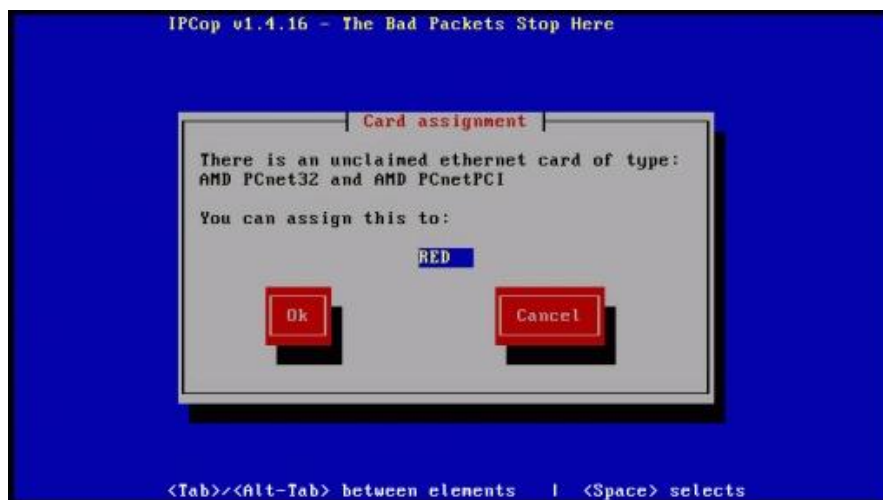 IPCop v1.4.16 - The Bad Packets Stop Here
Card assignment
There is an unclaimed ethernet card of type:
AMD PCnet32 and AMD PCnetPCI
You can assign this to:
RED
Ok Cancel
<Tab>/<Alt-Tab> between elements | <Space> selects